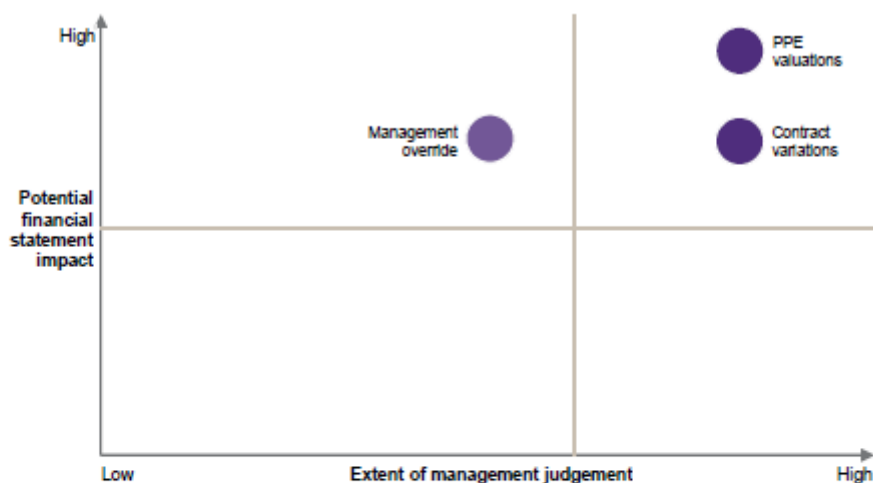 High
PPE
valuations
Management
override
Contract
variations
Potential
financial
statement
impact
Low
Extent of management judgement
High